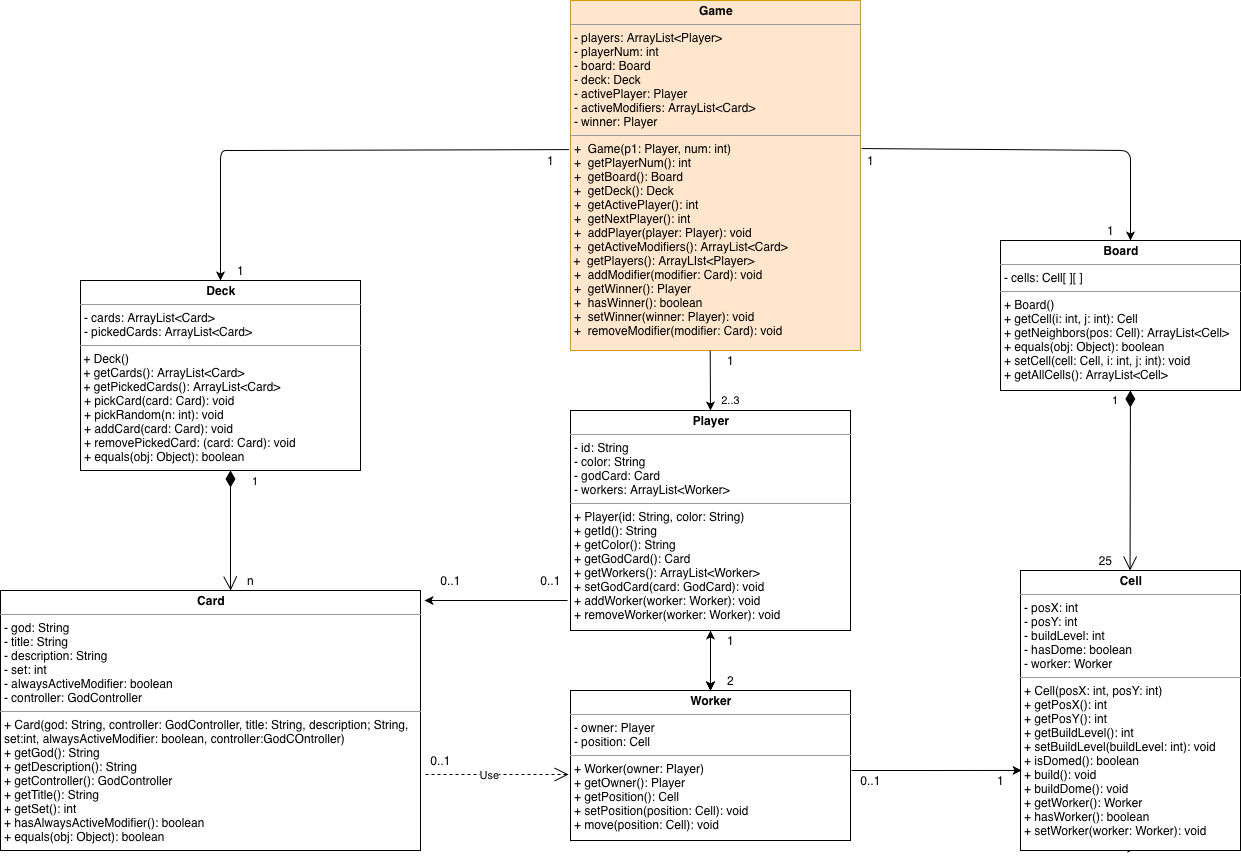 Game
- players: ArrayList<Player>
- playerNum: int
- board: Board
- deck: Deck
- activePlayer: Player
- activeModifiers: ArrayList<Card>
- winner: Player
+ Game(p1: Player, num: int)
+ getPlayerNum(): int
+ getBoard(): Board
+ getDeck(): Deck
+ getActivePlayer(): int
+ getNextPlayer(): int
+ addPlayer(player: Player): void
+ getActiveModifiers(): ArrayList<Card>
+ getPlayers(): ArrayLIst<Player>
+ addModifier(modifier: Card): void
+ getWinner(): Player
+ hasWinner(): boolean
+ setWinner(winner: Player): void
+ removeModifier(modifier: Card): void
1
1
1
1
1
2..3
Deck
- cards: ArrayList<Card>
- pickedCards: ArrayList<Card>
+ Deck()
+ getCards(): ArrayList<Card>
+ getPickedCards(): ArrayList<Card>
+ pickCard(card: Card): void
+ pickRandom(n: int): void
+ addCard(card: Card): void
+ removePickedCard: (card: Card): void
+ equals(obj: Object): boolean
1
n
Board
- cells: Cell[ ][ ]
+ Board()
+ getCell(i: int, j: int): Cell
+ getNeighbors(pos: Cell): ArrayList<Cell>
+ equals(obj: Object): boolean
+ setCell(cell: Cell, i: int, j: int): void
+ getAllCells(): ArrayList<Cell>
1
25
Player
- id: String
- color: String
- godCard: Card
- workers: ArrayList<Worker>
+ Player(id: String, color: String)
+ getId(): String
+ getColor(): String
+ getGodCard(): Card
+ getWorkers(): ArrayList<Worker>
+ setGodCard(card: GodCard): void
+ addWorker(worker: Worker): void
+ removeWorker(worker: Worker): void
0..1
0..1
1
2
Card
- god: String
- title: String
- description: String
- set: int
- alwaysActiveModifier: boolean
- controller: GodController
+ Card(god: String, controller: GodController, title: String, description; String,
set:int, alwaysActiveModifier: boolean, controller:GodCOntroller)
+ getGod(): String
+ getDescription(): String
+ getController(): GodController
+ getTitle(): String
+ getSet(): int
+ hasAlwaysActiveModifier(): boolean
+ equals(obj: Object): boolean
0..1
Use
Worker
- owner: Player
- position: Cell
+ Worker(owner: Player)
+ getOwner(): Player
+ getPosition(): Cell
+ setPosition(position: Cell): void
+ move(position: Cell): void
0..1
1
Cell
- posX: int
- posY: int
- buildLevel: int
- hasDome: boolean
- worker: Worker
+ Cell(posX: int, posY: int)
+ getPosX(): int
+ getPosY(): int
+ getBuildLevel(): int
+ setBuildLevel(buildLevel: int): void
+ isDomed(): boolean
+ build(): void
+ buildDome(): void
+ getWorker(): Worker
+ hasWorker(): boolean
+ setWorker(worker: Worker): void